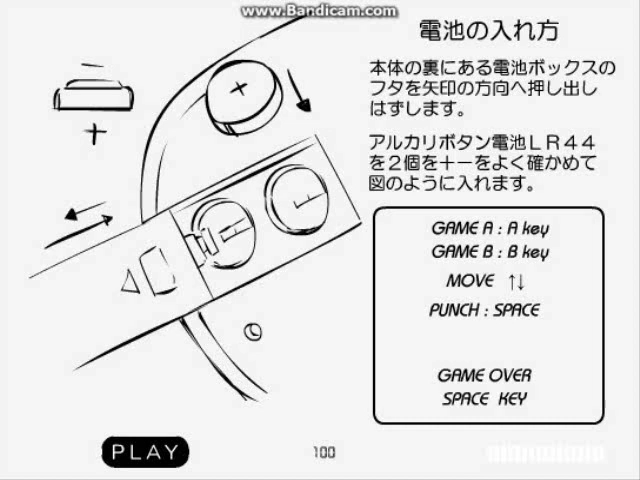 www.Bandicam.com
電池の入れ方
本体の裏にある電池ボックスの
フタを矢印の方向へ押し出し
はずします。
アルカリボタン電池LR44
を2個を+ーをよく確かめて
図のように入れます。
GAME A : A key
GAME B : B key
MOVE ↑↓
PUNCH : SPACE
GAME OVER
SPACE KEY
PLAY
100